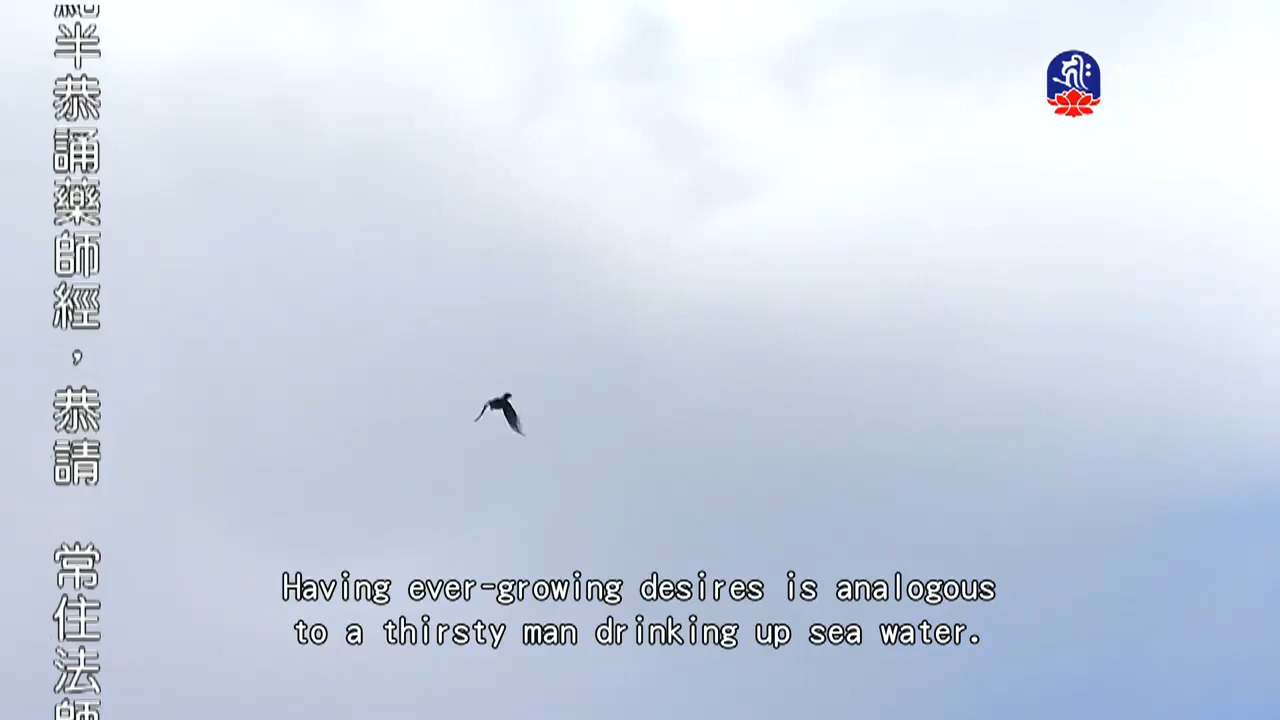 半恭誦藥師經，恭請　常住法
Having ever-growing desires is analogous
to a thirsty man drinking up sea water.